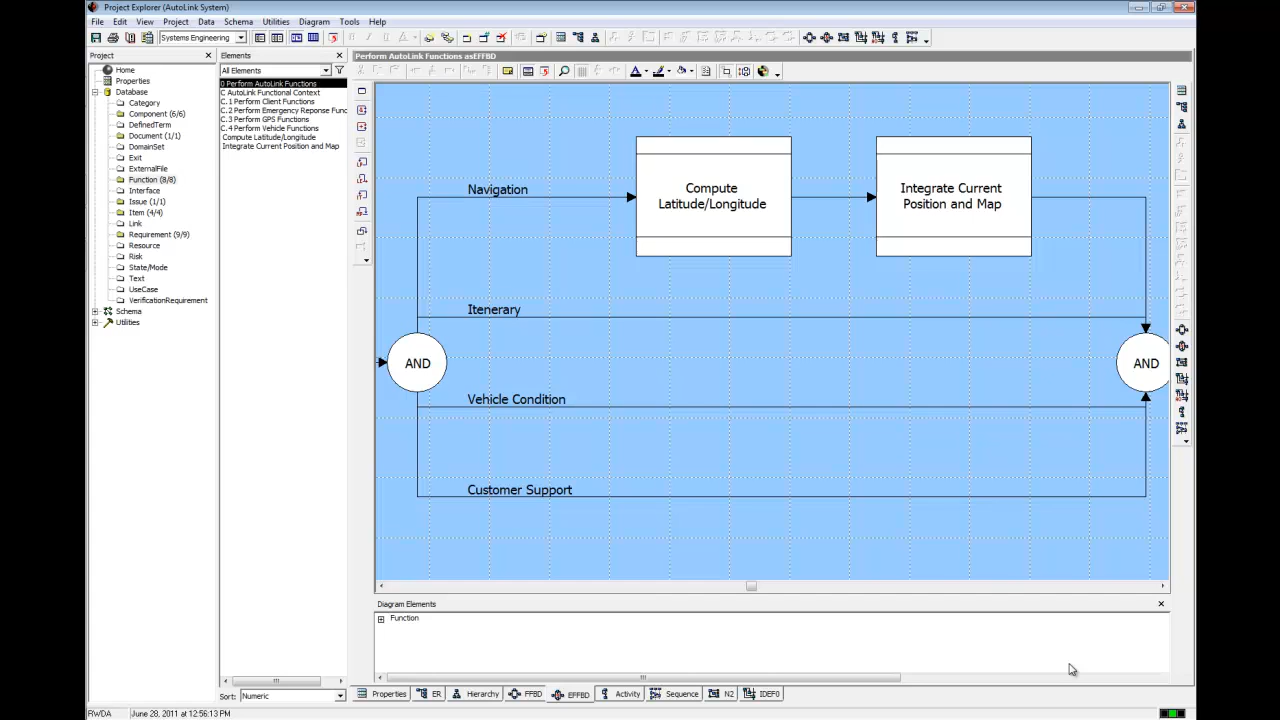 Project Explorer (AutoLink System)
File Edit View Project Data Schema Utilities Diagram Tools Help
Systems Engineering
Project
Home
Properties
Database
Category
Component (6/6)
DefinedTerm
Document (1/1)
DomainSet
Exit
ExternalFile
Function (8/8)
Interface
Issue (1/1)
Item (4/4)
Link
Requirement (9/9)
Resource
Risk
State/Mode
Text
UseCase
VerificationRequirement
Schema
Utilities
Elements
All Elements
0 Perform AutoLink Functions
C AutoLink Functional Context
C.1 Perform Client Functions
C.2 Perform Emergency Reponse Func
C.3 Perform GPS Functions
C.4 Perform Vehicle Functions
Compute Latitude/Longitude
Integrate Current Position and Map
Sort: Numeric
Perform AutoLink Functions asEFFBD
Navigation
Compute
Latitude/Longitude
Integrate Current
Position and Map
Itenerary
AND
AND
Vehicle Condition
Customer Support
Diagram Elements
Function
Properties ER Hierarchy FFBD EFFBD Activity Sequence N2 IDEF0
RWDA June 28, 2011 at 12:56:13 PM